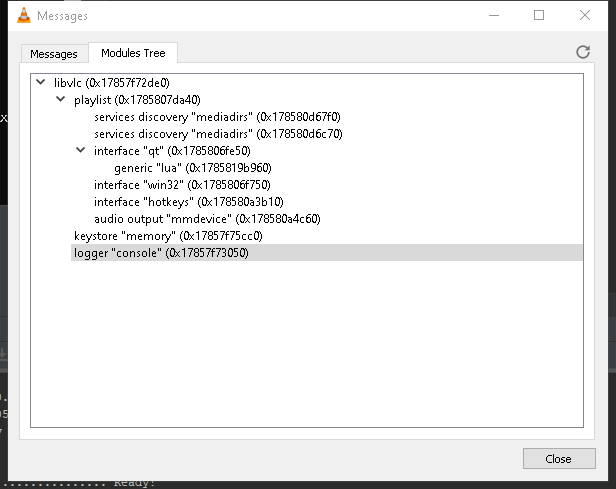 Messages
Messages
Modules Tree
libvlc (0x17857f72de0)
playlist (0x1785807da40)
services discovery "mediadirs" (0x178580d67f0)
services discovery "mediadirs" (0x178580d6c70)
interface "qt" (0x1785806fe50)
generic "lua" (0x1785819b960)
interface "win32" (0x1785806f750)
interface "hotkeys" (0x178580a3b10)
audio output "mmdevice" (0x178580a4c60)
keystore "memory" (0x17857f75cc0)
logger "console" (0x17857f73050)
Close
............... Ready!